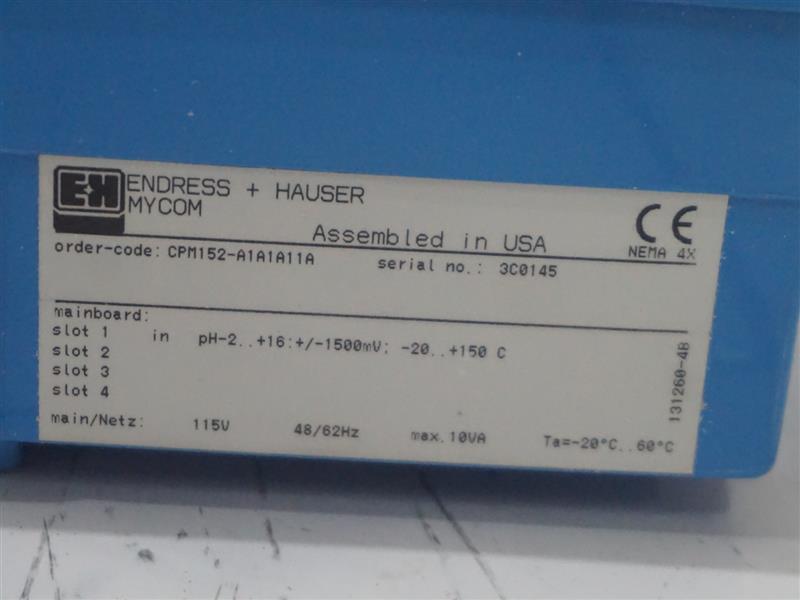 E+H ENDRESS + HAUSER
MYCOM
Assembled in USA
CE
NEMA 4X
order-code: CPM152-A1A1A11A serial no.: 3C0145
mainboard:
slot 1 in pH-2..+16:+/-1500mV; -20..+150 C
slot 2
slot 3
slot 4
131260-4B
main/Netz: 115V 48/62Hz max.10VA Ta=-20°C..60°C